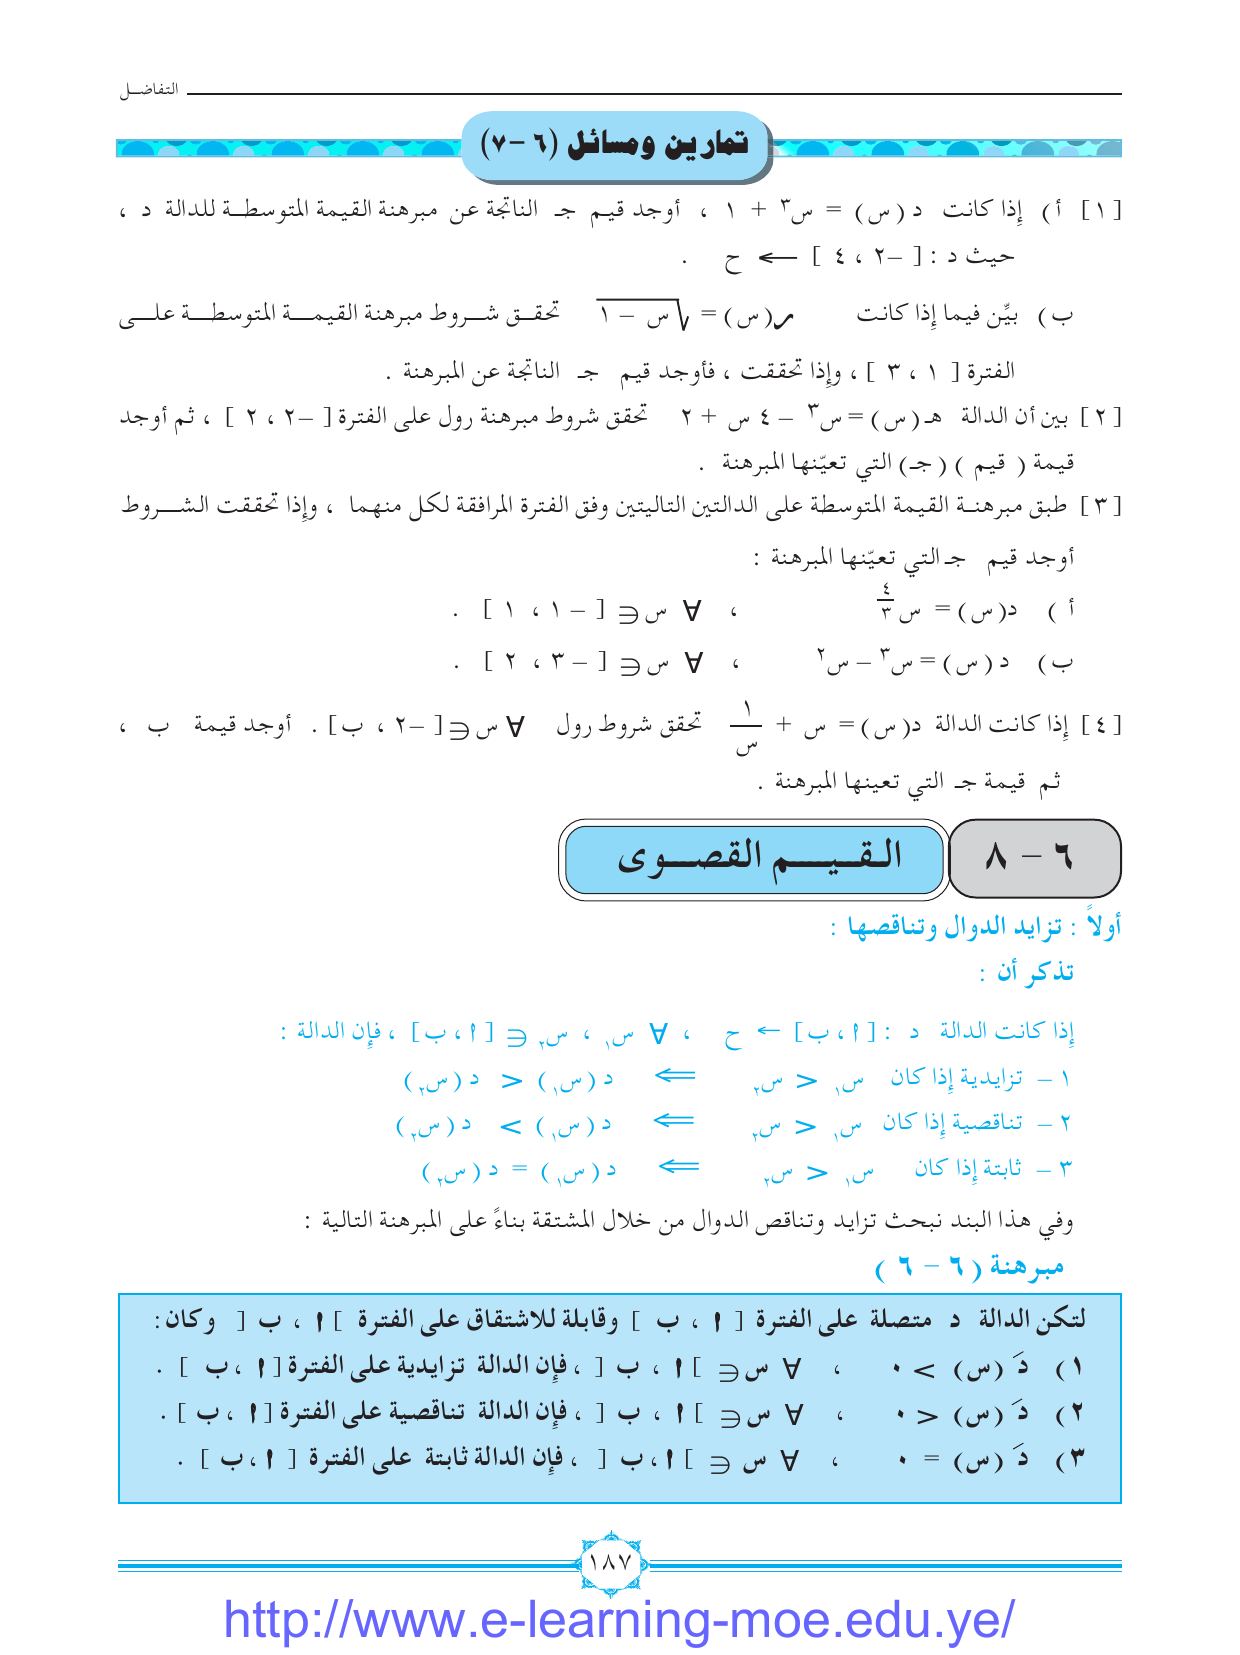 التفاضل
تمارين ومسائل (٦ -٧)
[١] أ) إذا كانت د (س) = س٣ + ١ ، أوجد قيم جـ الناتجة عن مبرهنة القيمة المتوسطة للدالة د ،
حيث د : [ -٢ ، ٤ ] ← ح .
ب) بيِّن فيما إذا كانت ر(س) = √س - ١ تحقق شروط مبرهنة القيمة المتوسطة على
الفترة [ ١ ، ٣ ] ، وإذا تحققت ، فأوجد قيم جـ الناتجة عن المبرهنة .
[٢] بين أن الدالة هـ (س) = س٣ - ٤ س + ٢ تحقق شروط مبرهنة رول على الفترة [ -٢ ، ٢ ] ، ثم أوجد
قيمة ( قيم ) ( جـ) التي تعيّنها المبرهنة .
[٣] طبق مبرهنة القيمة المتوسطة على الدالتين التاليتين وفق الفترة المرافقة لكل منهما ، وإذا تحققت الشروط
أوجد قيم جـ التي تعيّنها المبرهنة :
أ ) د(س) = س ٤/٣ ، ∀ س ∈ [ - ١ ، ١ ] .
ب) د (س) = س٣ - س٢ ، ∀ س ∈ [ - ٣ ، ٢ ] .
[٤] إذا كانت الدالة د(س) = س + ١/س تحقق شروط رول ∀ س ∈ [ -٢ ، ب ] . أوجد قيمة ب ،
ثم قيمة جـ التي تعينها المبرهنة .
٦ - ٨ القيم القصوى
أولاً : تزايد الدوال وتناقصها :
تذكر أن :
إذا كانت الدالة د : [ ا ، ب ] ← ح ، ∀ س١ ، س٢ ∈ [ ا ، ب ] ، فإن الدالة :
١ - تزايدية إذا كان س١ < س٢ ⇐ د (س١) < د (س٢)
٢ - تناقصية إذا كان س١ < س٢ ⇐ د (س١) > د (س٢)
٣ - ثابتة إذا كان س١ < س٢ ⇐ د (س١) = د (س٢)
وفي هذا البند نبحث تزايد وتناقص الدوال من خلال المشتقة بناءً على المبرهنة التالية :
مبرهنة ( ٦ - ٦ )
لتكن الدالة د متصلة على الفترة [ ا ، ب ] وقابلة للاشتقاق على الفترة ] ا ، ب [ وكان :
١) دَ (س) > ٠ ، ∀ س ∈ ] ا ، ب [ ، فإن الدالة تزايدية على الفترة [ ا ، ب ] .
٢) دَ (س) < ٠ ، ∀ س ∈ ] ا ، ب [ ، فإن الدالة تناقصية على الفترة [ ا ، ب ] .
٣) دَ (س) = ٠ ، ∀ س ∈ ] ا ، ب [ ، فإن الدالة ثابتة على الفترة [ ا ، ب ] .
١٨٧
http://www.e-learning-moe.edu.ye/